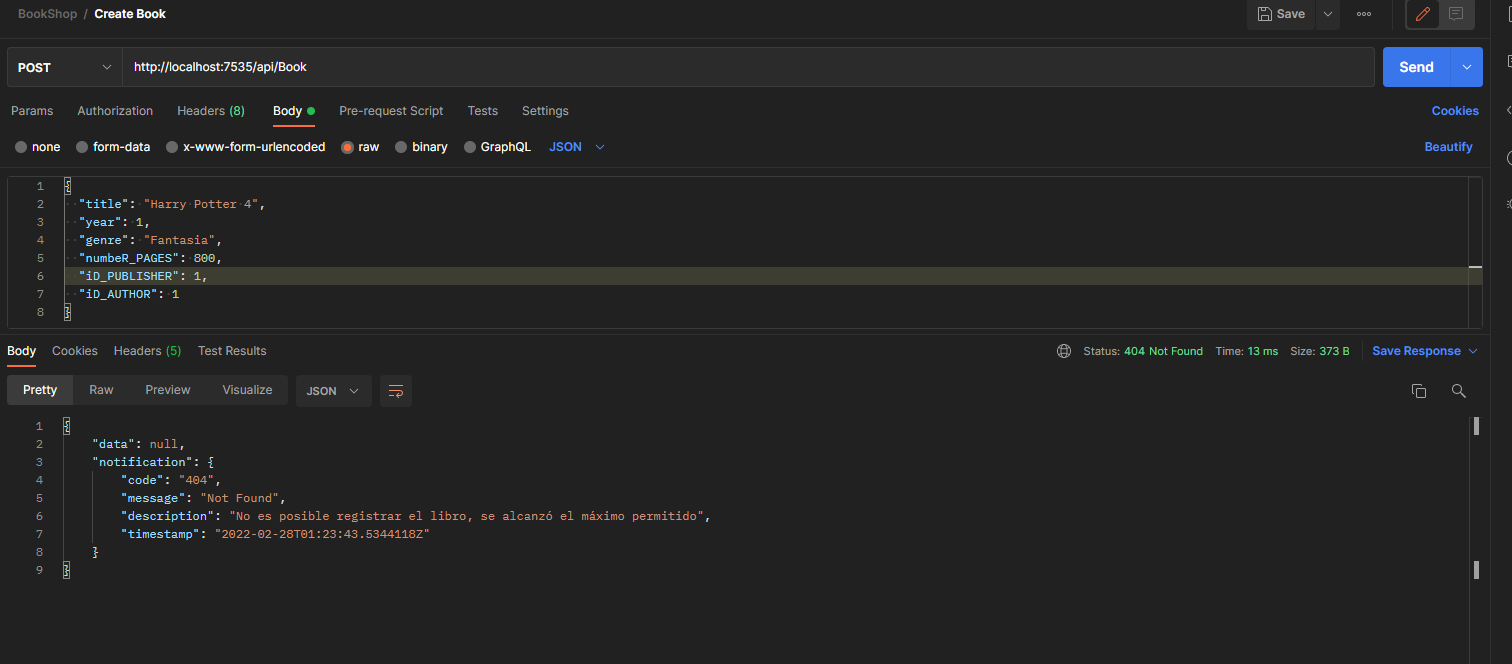 BookShop / Create Book
Save
POST http://localhost:7535/api/Book Send
Params Authorization Headers (8) Body Pre-request Script Tests Settings Cookies
none form-data x-www-form-urlencoded raw binary GraphQL JSON Beautify
1 {
2 "title": "Harry Potter 4",
3 "year": 1,
4 "genre": "Fantasia",
5 "numbeR_PAGES": 800,
6 "iD_PUBLISHER": 1,
7 "iD_AUTHOR": 1
8 }
Body Cookies Headers (5) Test Results Status: 404 Not Found Time: 13 ms Size: 373 B Save Response
Pretty Raw Preview Visualize JSON
1 {
2 "data": null,
3 "notification": {
4 "code": "404",
5 "message": "Not Found",
6 "description": "No es posible registrar el libro, se alcanzó el máximo permitido",
7 "timestamp": "2022-02-28T01:23:43.5344118Z"
8 }
9 }